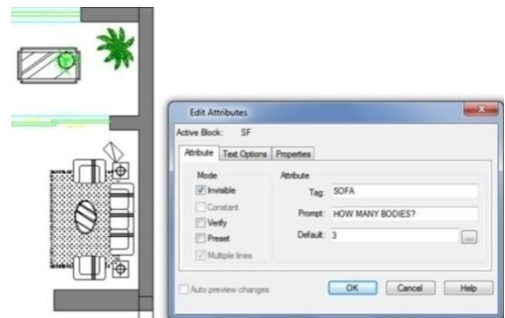 Edit Attributes
Active Block: SF
Attribute Text Options Properties
Mode
Invisible
Constant
Verify
Preset
Multiple lines
Attribute
Tag: SOFA
Prompt: HOW MANY BODIES?
Default: 3
...
Auto preview changes
OK Cancel Help